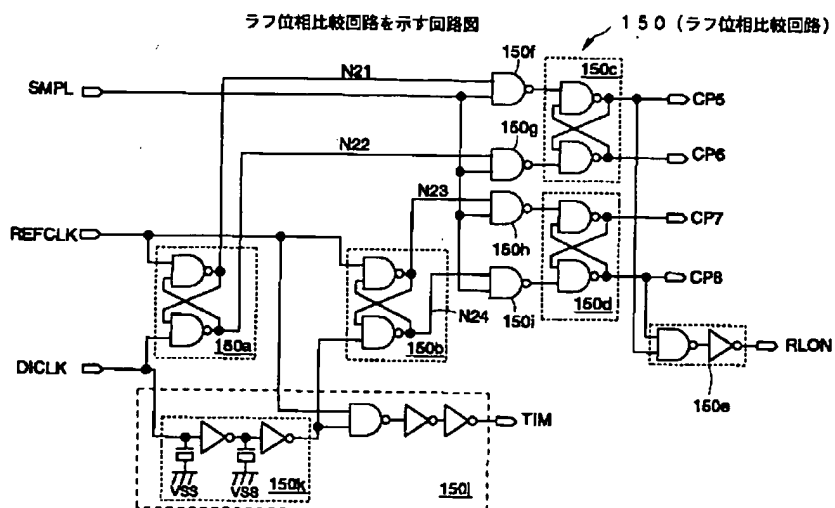 ラフ位相比較回路を示す回路図
150 (ラフ位相比較回路)
150f
N21
150c
SMPL
CP5
150g
N22
CP6
N23
REFCLK
150h
CP7
CP8
150i
150d
N24
150a
150b
DICLK
RLON
150e
TIM
VSS
VSS
150k
150j